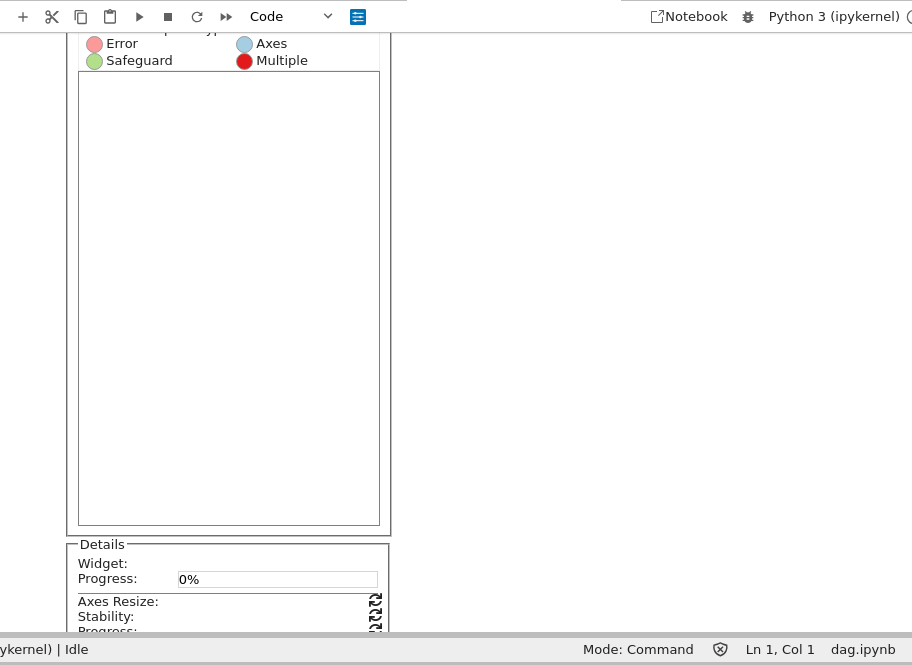 Code
Notebook
Python 3 (ipykernel)
Error
Axes
Safeguard
Multiple
Details
Widget:
Progress:
0%
Axes Resize:
Stability:
Progress:
ykernel) | Idle
Mode: Command
Ln 1, Col 1
dag.ipynb